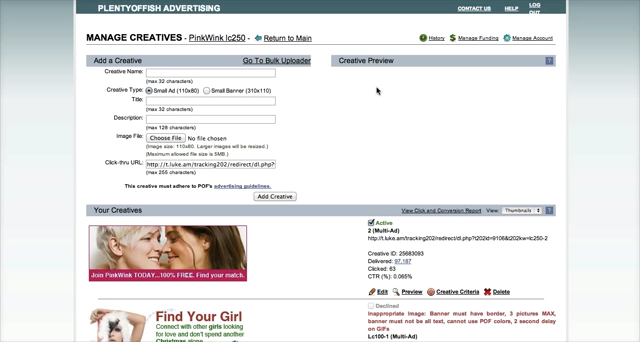 PLENTYOFFISH ADVERTISING
CONTACT US HELP LOG OUT
MANAGE CREATIVES - PinkWink lc250 - Return to Main
History Manage Funding Manage Account
Add a Creative Go To Bulk Uploader
Creative Preview ?
Creative Name:
(max 32 characters)
Creative Type: Small Ad (110x80) Small Banner (310x110)
Title:
(max 32 characters)
Description:
(max 128 characters)
Image File: Choose File No file chosen
(Image size: 110x80. Larger images will be resized.)
(Maximum allowed file size is 5MB.)
Click-thru URL: http://t.luke.am/tracking202/redirect/dl.php?
(max 255 characters)
This creative must adhere to POF's advertising guidelines.
Add Creative
Your Creatives View Click and Conversion Report View: Thumbnails ?
Join PinkWink TODAY...100% FREE. Find your match.
Active
2 (Multi-Ad)
http://t.luke.am/tracking202/redirect/dl.php?t202id=9106&t202kw=lc250-2
Creative ID: 25683093
Delivered: 97,187
Clicked: 63
CTR (%): 0.065%
Edit Preview Creative Criteria Delete
Find Your Girl
Connect with other girls looking
for love and don't spend another
Christmas alone
Declined
Inappropriate Image: Banner must have border, 3 pictures MAX,
banner must not be all text, cannot use POF colors, 2 second delay
on GIFs
Lc100-1 (Multi-Ad)